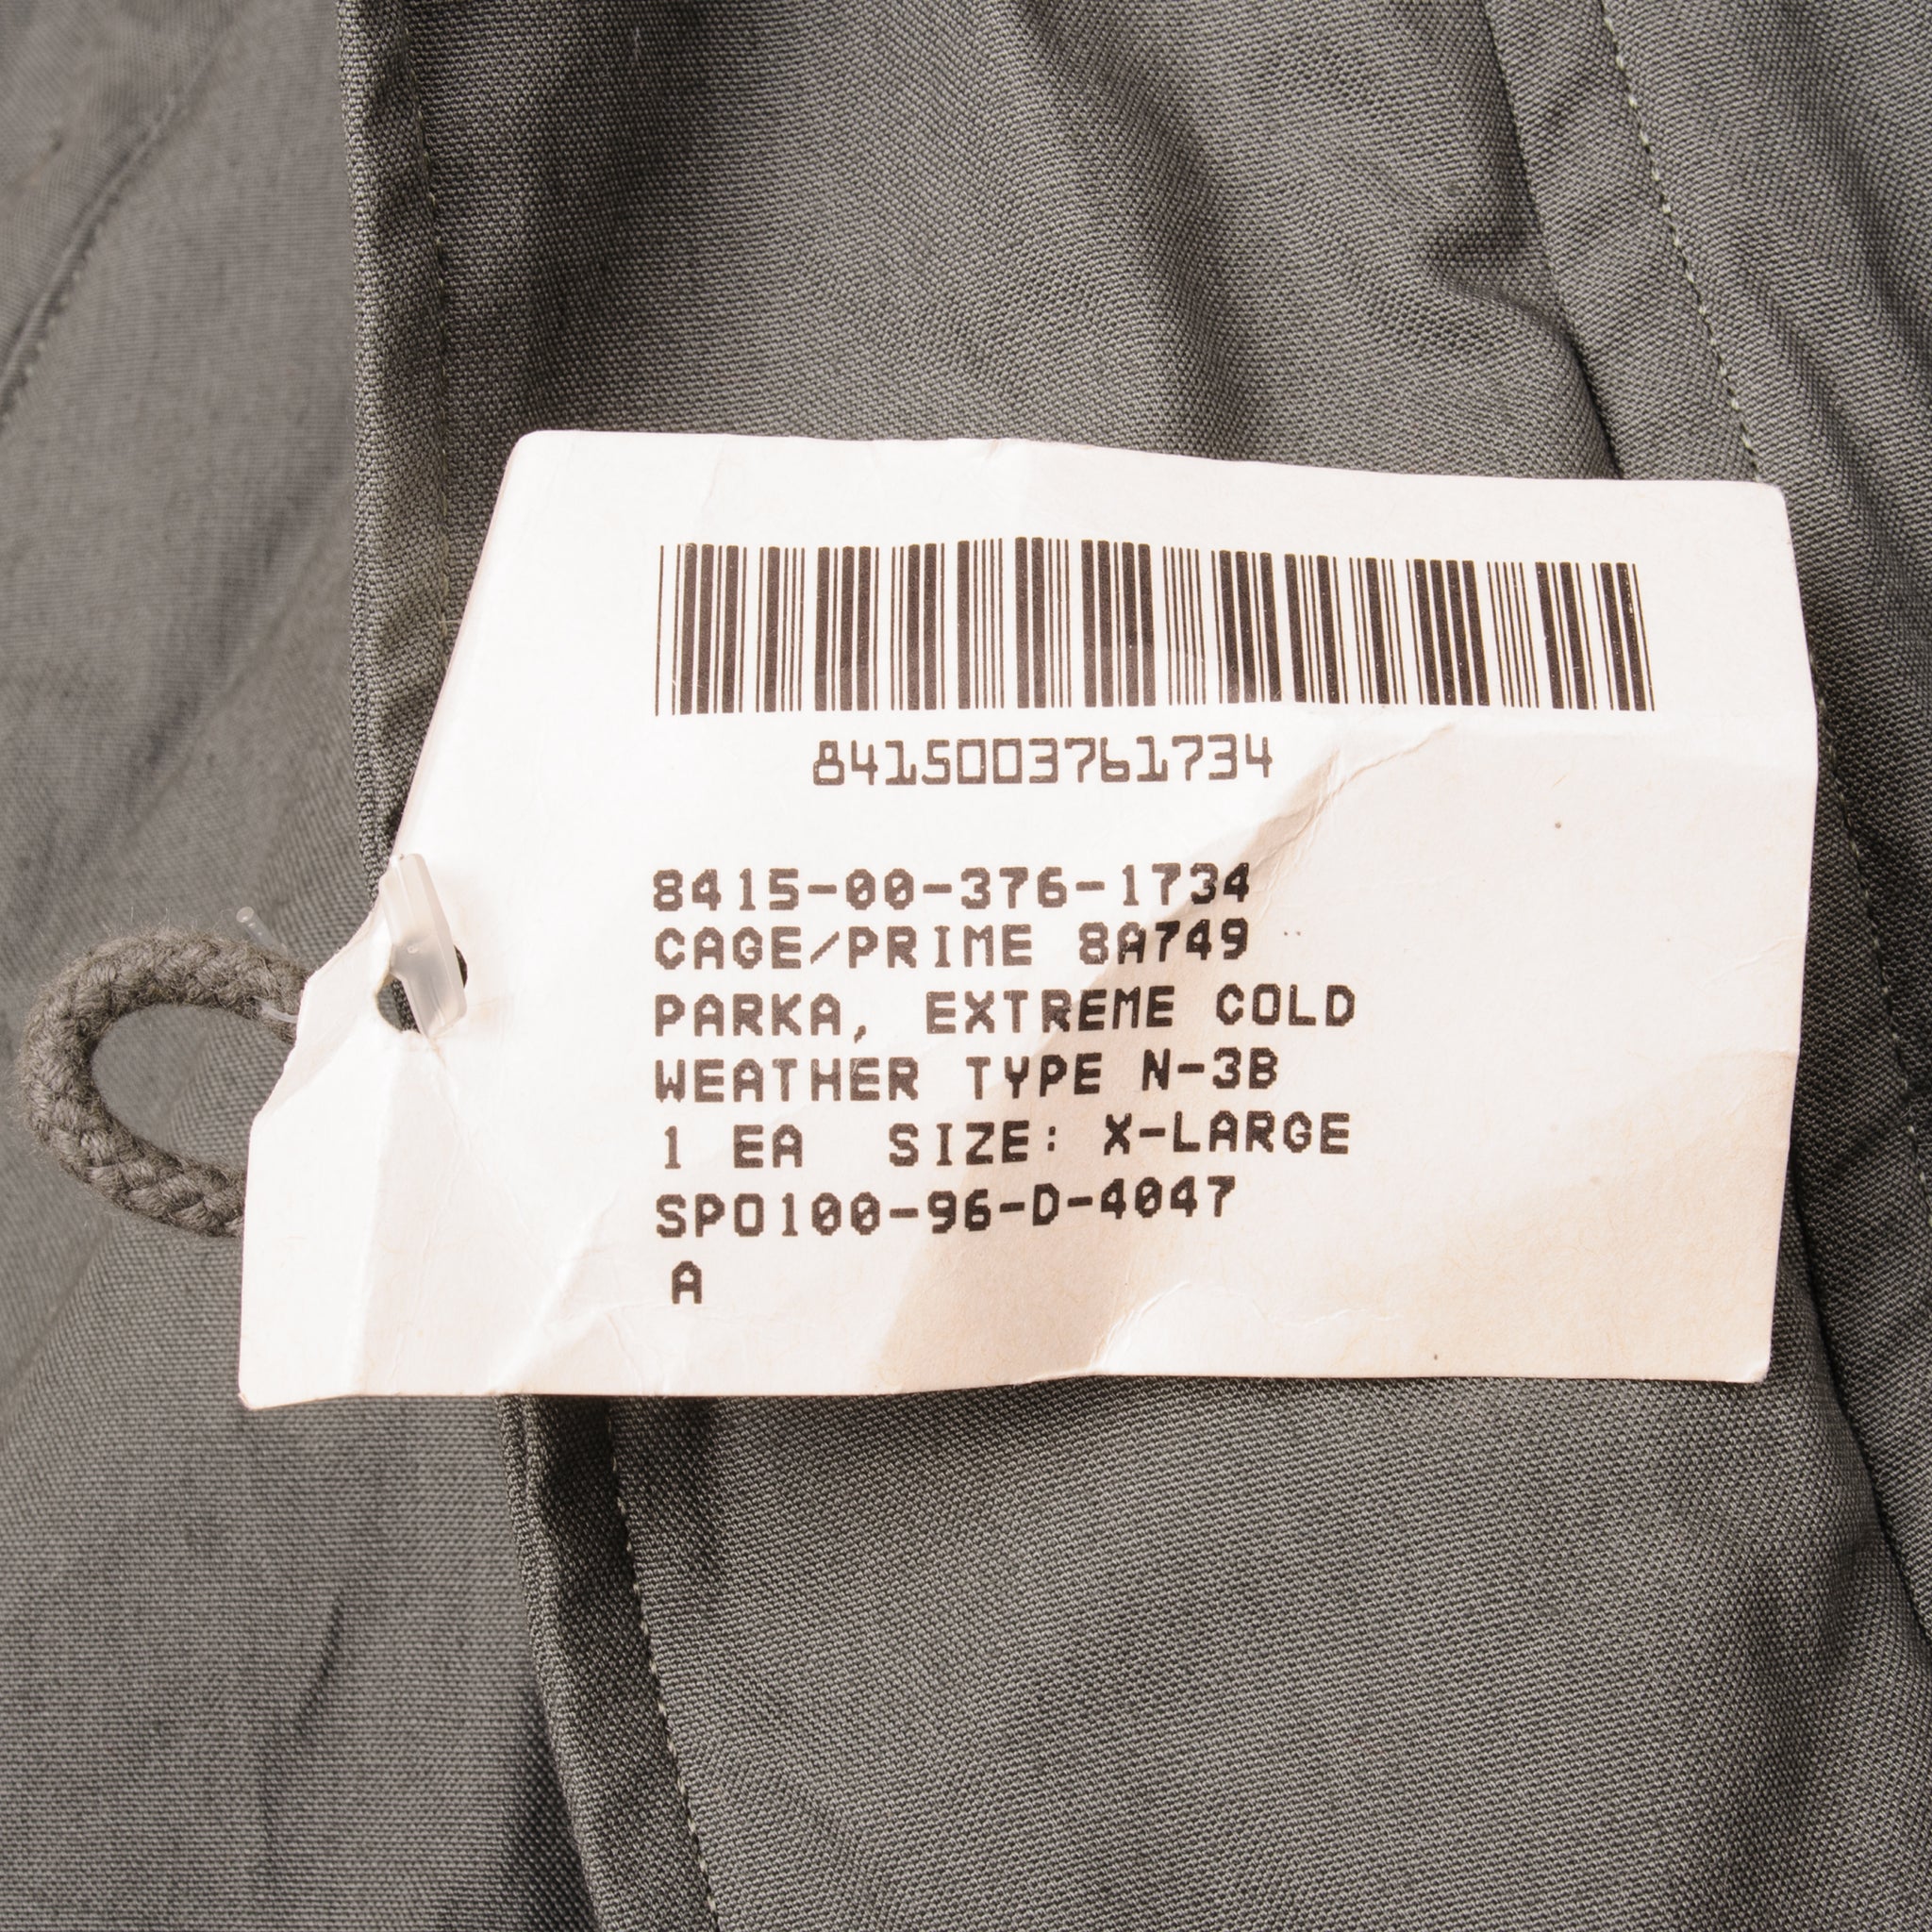 8415003761734
8415-00-376-1734
CAGE/PRIME 8A749
PARKA, EXTREME COLD
WEATHER TYPE N-3B
1 EA SIZE: X-LARGE
SPO100-96-D-4047
A